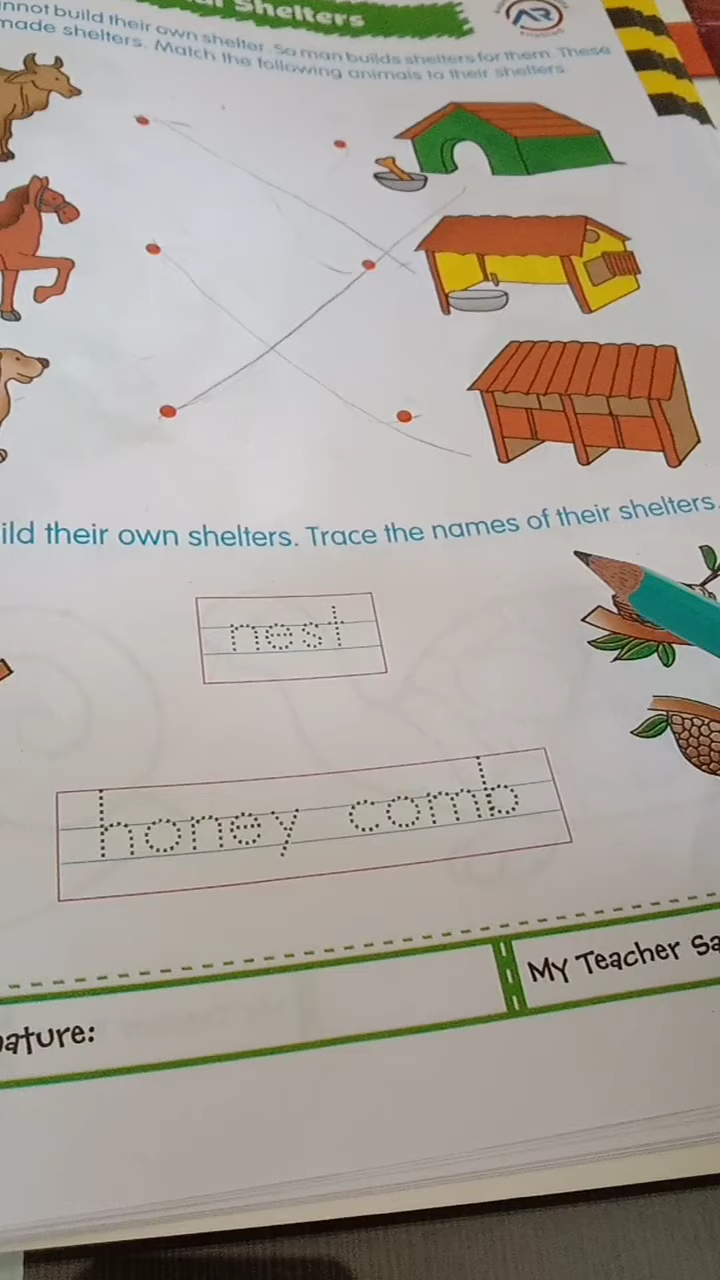 Shelters
AR
nnot build their own shelter. So man builds shelters for them. These
made shelters. Match the following animals to their shelters.
ild their own shelters. Trace the names of their shelters.
nest
honey comb
My Teacher Sa
ature: